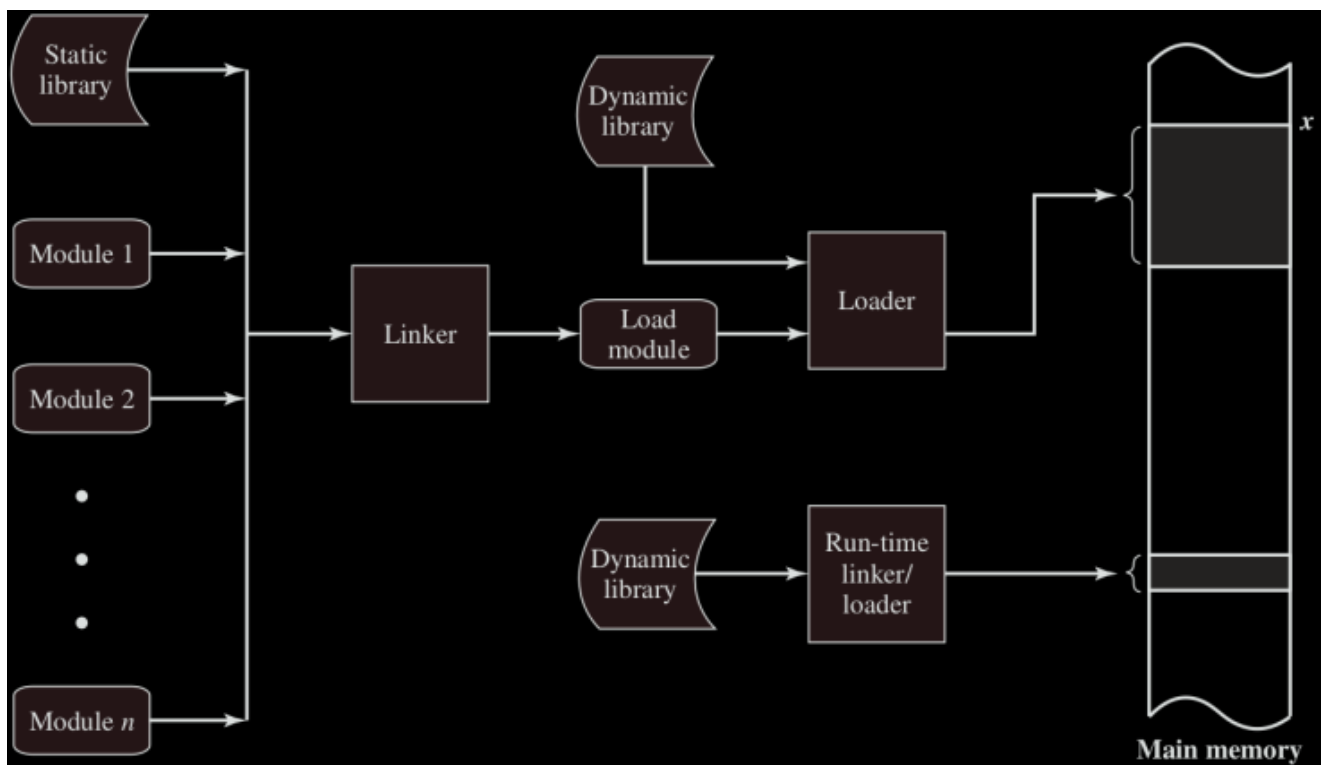 Static
library
Module 1
Module 2
Module n
Linker
Dynamic
library
Load
module
Loader
Dynamic
library
Run-time
linker/
loader
x
Main memory